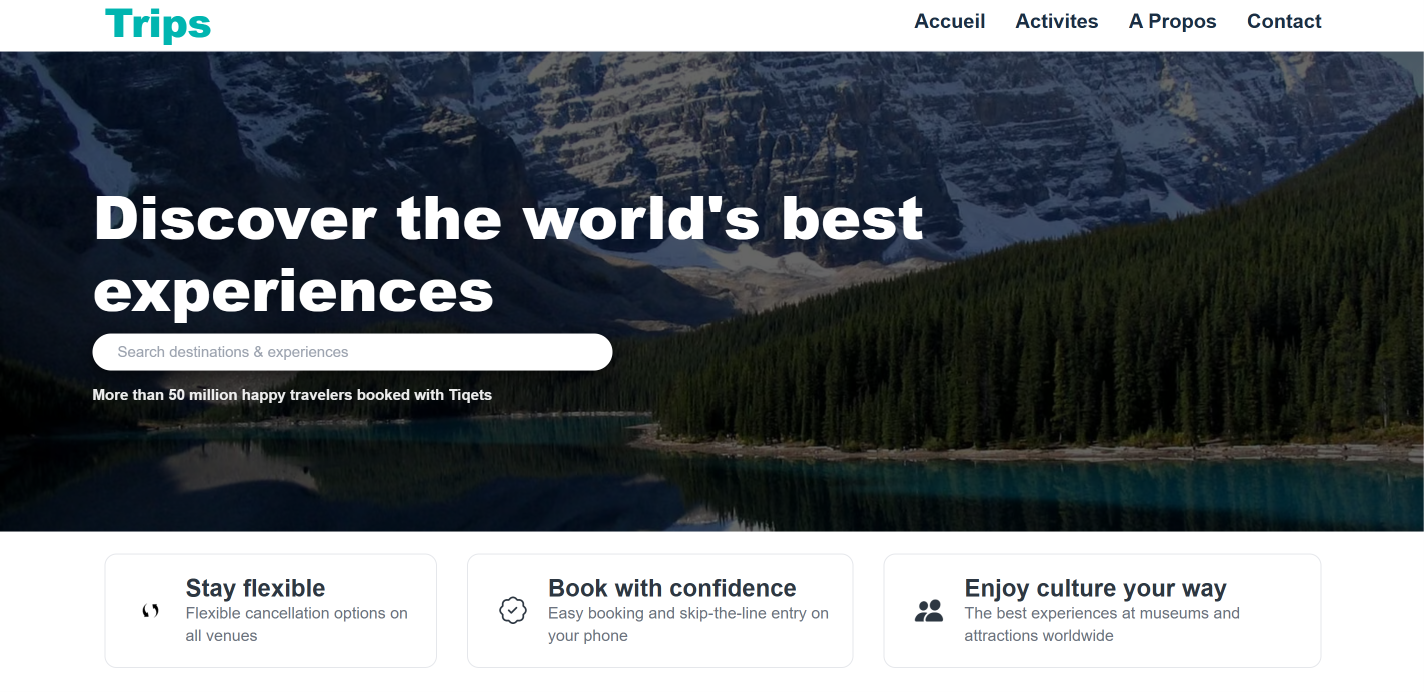 Trips
Accueil Activites A Propos Contact
Discover the world's best
experiences
Search destinations & experiences
More than 50 million happy travelers booked with Tiqets
Stay flexible
Flexible cancellation options on
all venues
Book with confidence
Easy booking and skip-the-line entry on
your phone
Enjoy culture your way
The best experiences at museums and
attractions worldwide